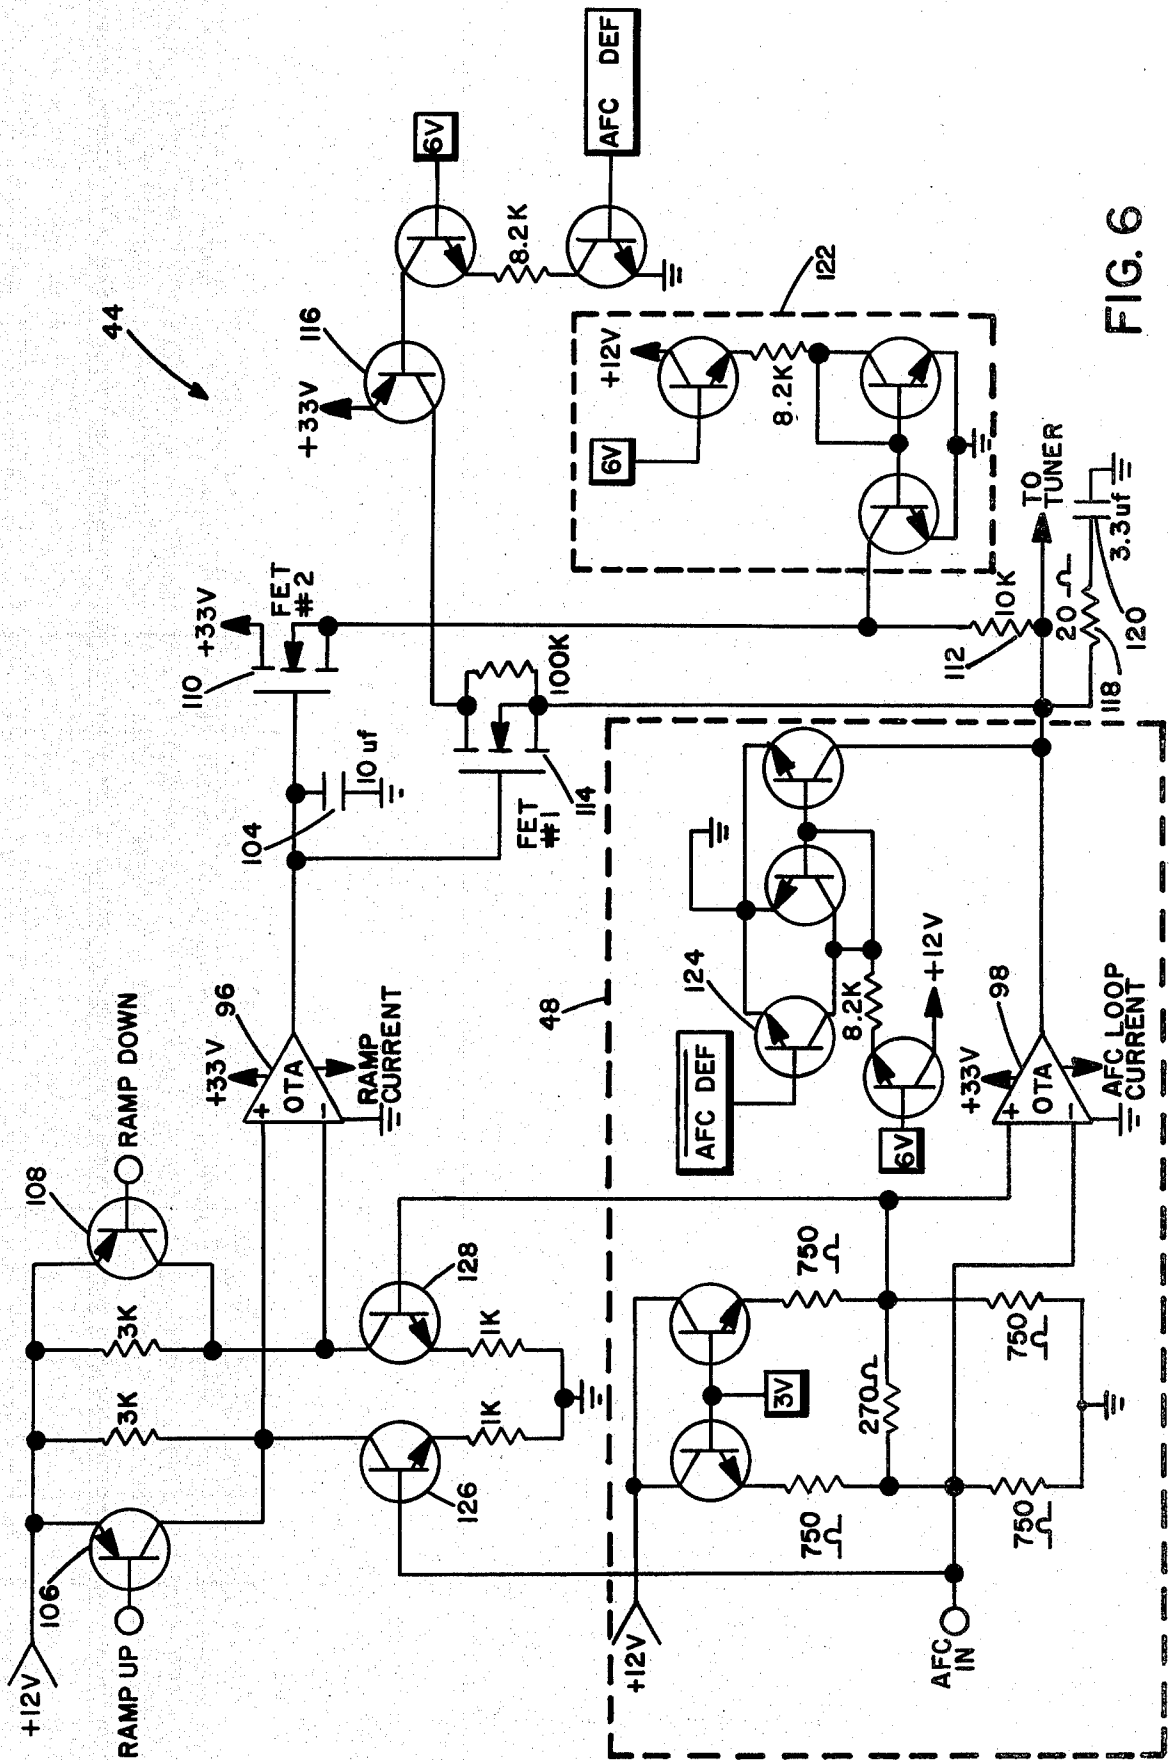 44
+12V
RAMP UP
106
3K
3K
108
RAMP DOWN
+33V
96
+
OTA
−
RAMP
CURRENT
126
128
1K
1K
104
10 uf
110
+33V
FET
#2
FET
#1
114
100K
+33V
116
6V
8.2K
AFC DEF
122
+12V
6V
8.2K
112
10K
TO
TUNER
20 Ω
118
120
3.3uf
48
+12V
3V
750
Ω
750
Ω
270Ω
750
Ω
750
Ω
AFC
IN
AFC DEF
124
8.2K
6V
+12V
+33V
98
+
OTA
−
AFC LOOP
CURRENT
FIG. 6